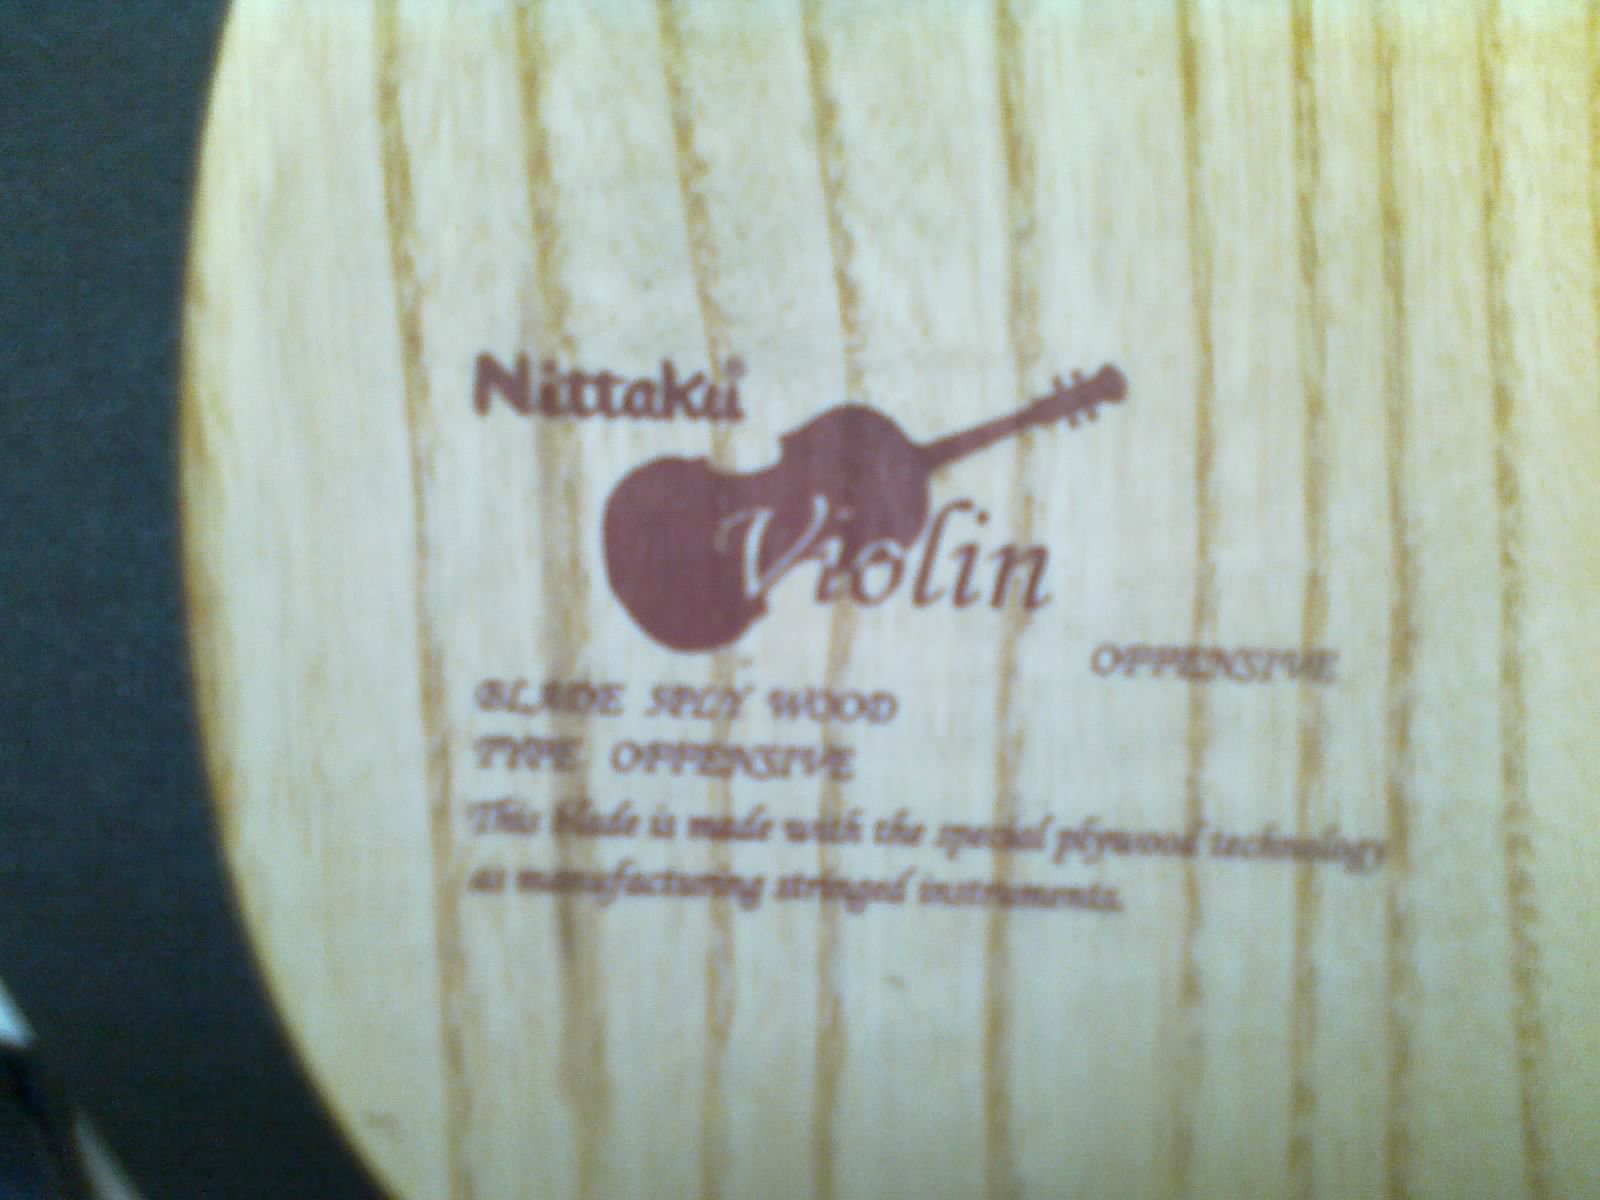 Nittaku®
Violin
OFFENSIVE
BLADE 5PLY WOOD
TYPE OFFENSIVE
This blade is made with the special plywood technology
as manufacturing stringed instruments.